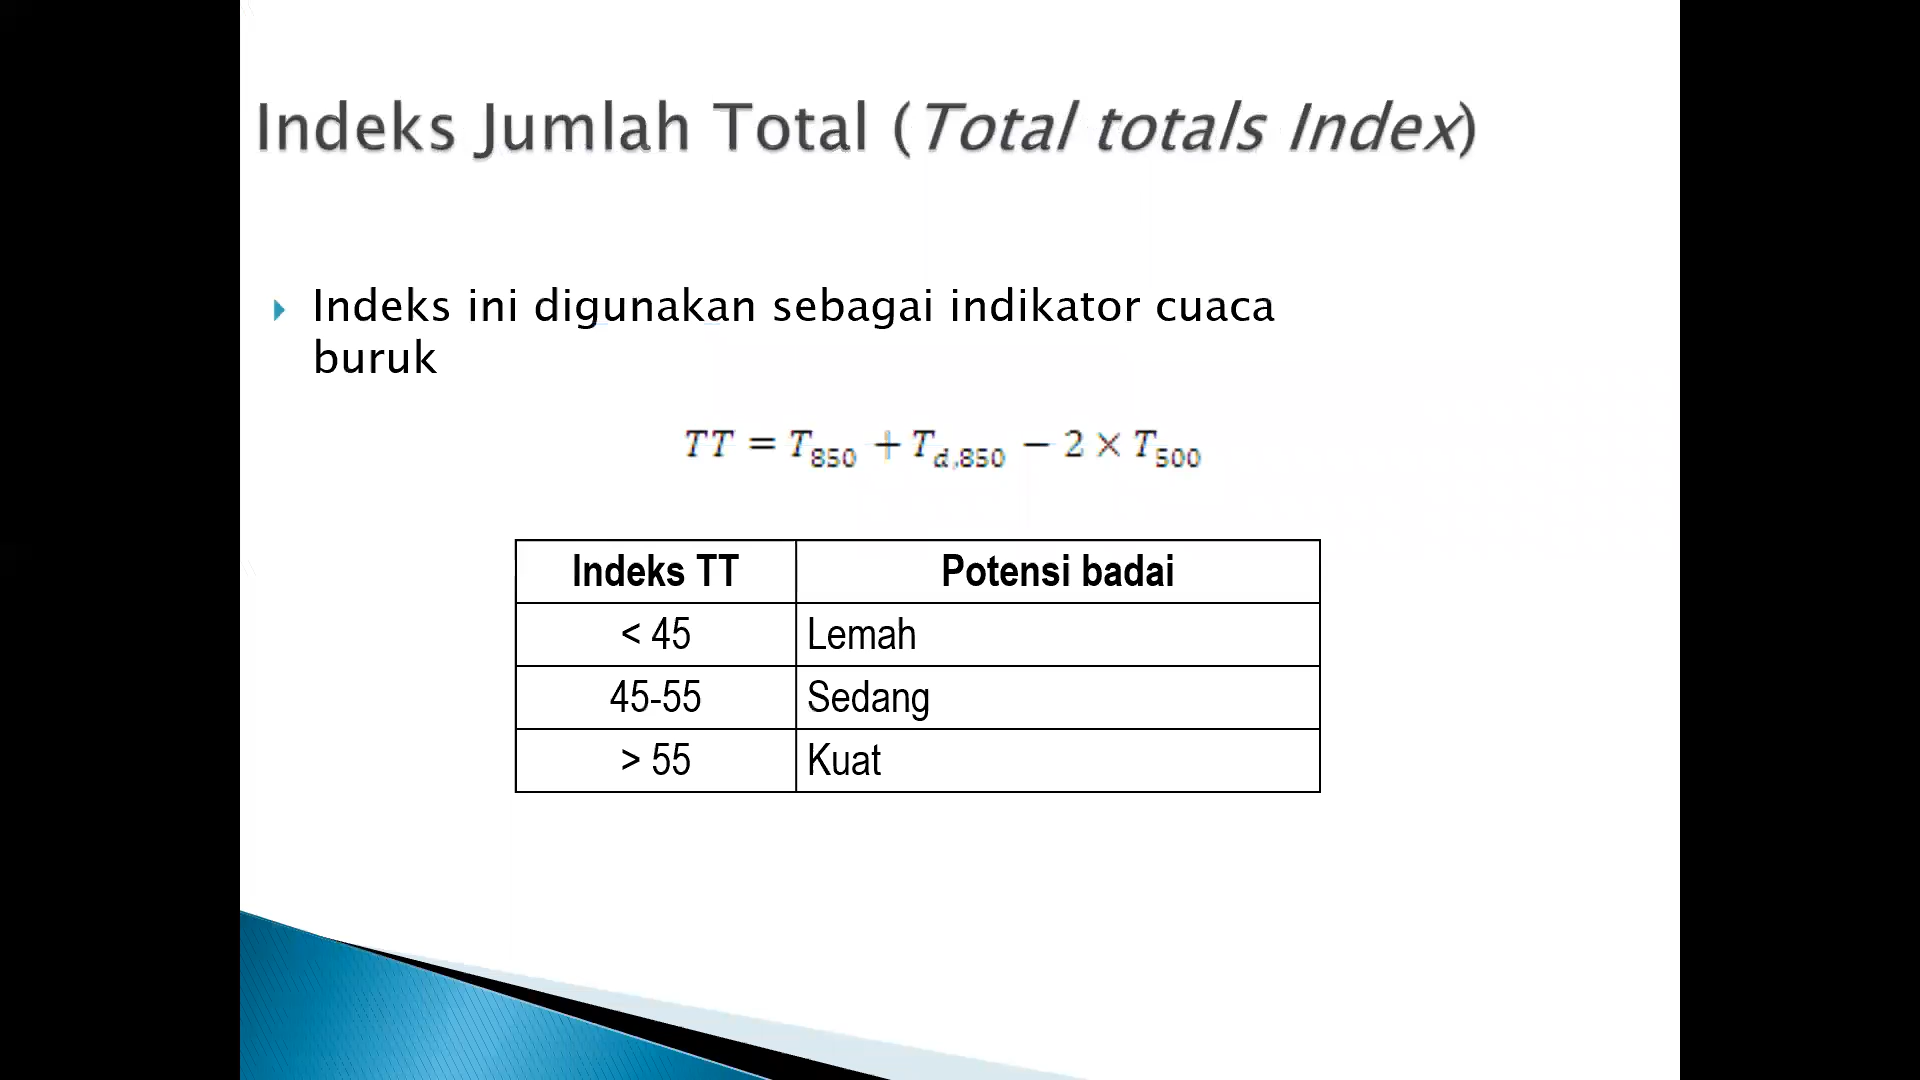 Indeks Jumlah Total (Total totals Index)
Indeks ini digunakan sebagai indikator cuaca
buruk
TT = T₈₅₀ + T_d,₈₅₀ − 2 × T₅₀₀
Indeks TT Potensi badai
< 45 Lemah
45-55 Sedang
> 55 Kuat